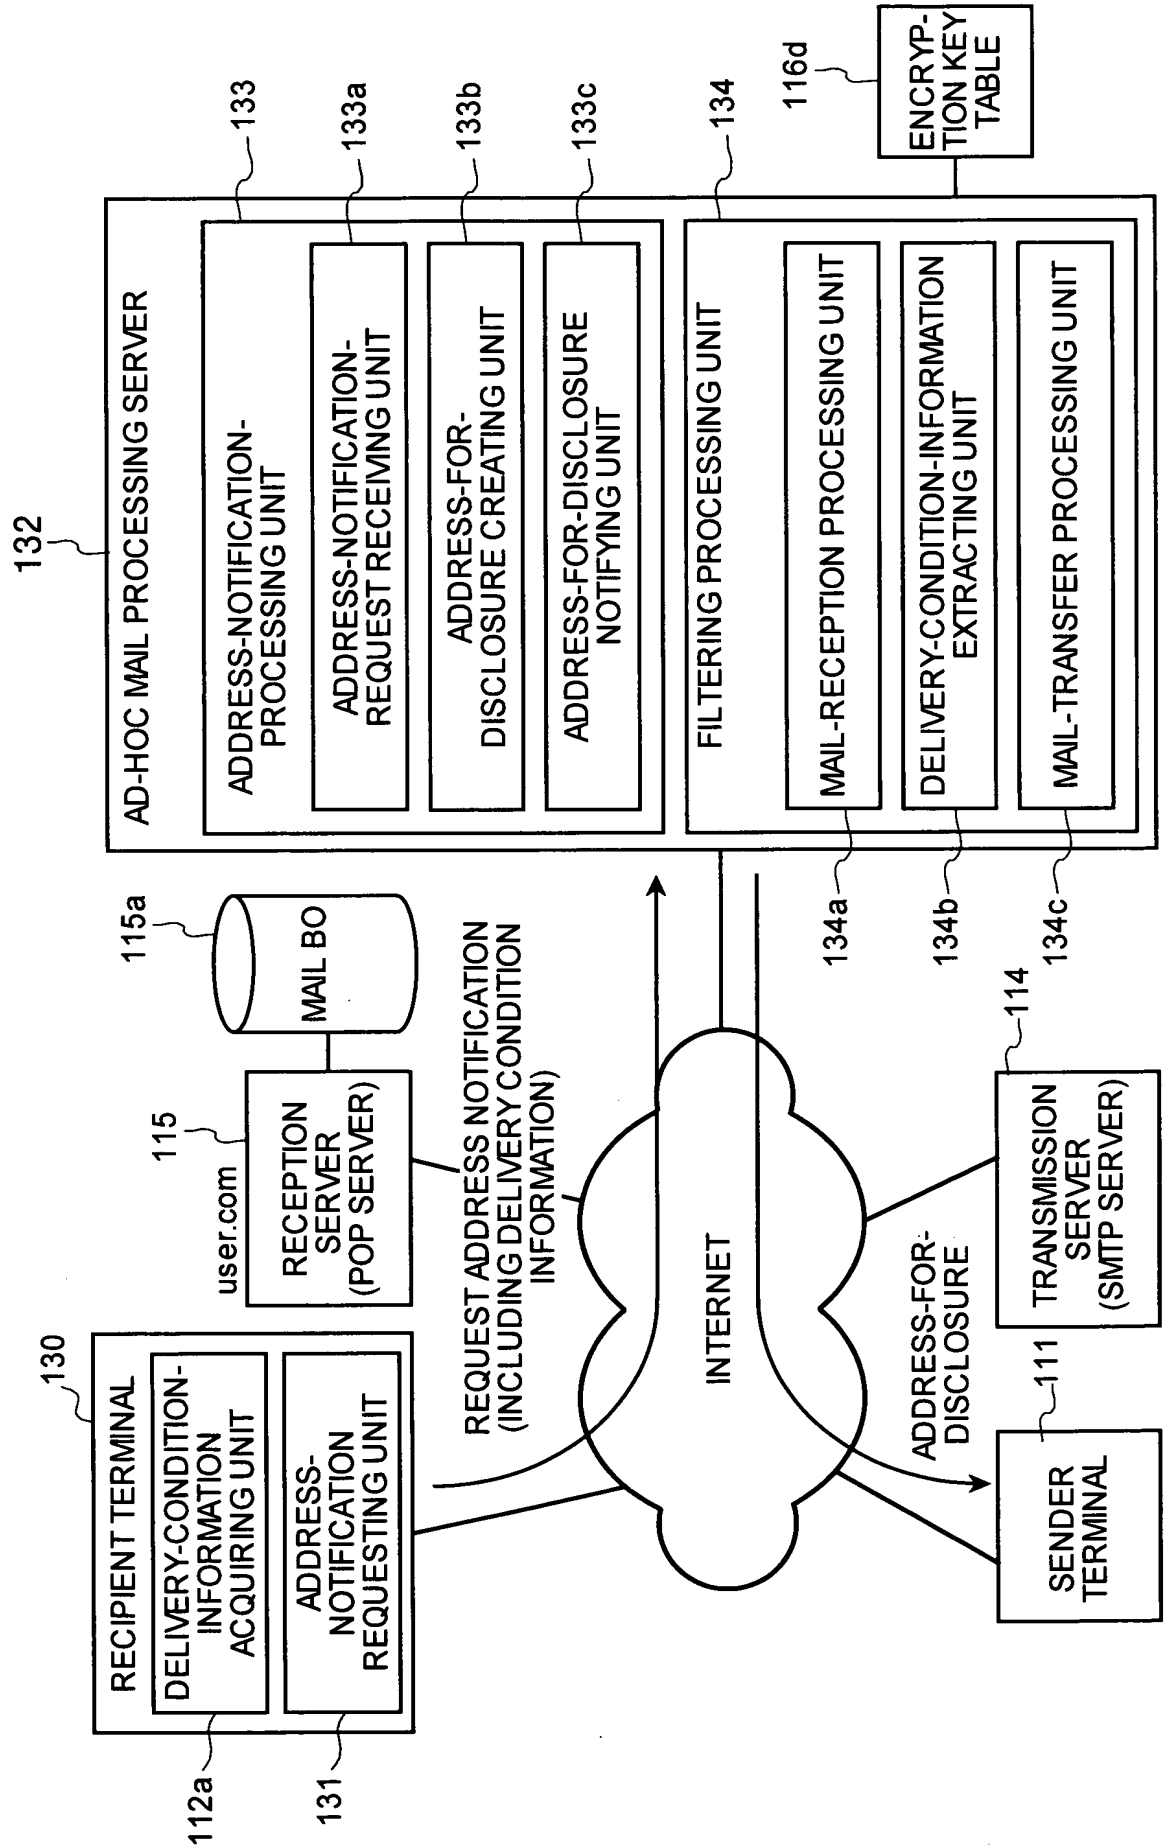 132
AD-HOC MAIL PROCESSING SERVER
133
ADDRESS-NOTIFICATION-
PROCESSING UNIT
133a
ADDRESS-NOTIFICATION-
REQUEST RECEIVING UNIT
133b
ADDRESS-FOR-
DISCLOSURE CREATING UNIT
133c
ADDRESS-FOR-DISCLOSURE
NOTIFYING UNIT
134
FILTERING PROCESSING UNIT
MAIL-RECEPTION PROCESSING UNIT
134a
DELIVERY-CONDITION-INFORMATION
EXTRACTING UNIT
134b
MAIL-TRANSFER PROCESSING UNIT
134c
116d
ENCRYP-
TION KEY
TABLE
130
RECIPIENT TERMINAL
DELIVERY-CONDITION-
INFORMATION
ACQUIRING UNIT
112a
ADDRESS-
NOTIFICATION
REQUESTING UNIT
131
115
user.com
RECEPTION
SERVER
(POP SERVER)
115a
MAIL BO
REQUEST ADDRESS NOTIFICATION
(INCLUDING DELIVERY CONDITION
INFORMATION)
INTERNET
ADDRESS-FOR-
DISCLOSURE
111
SENDER
TERMINAL
114
TRANSMISSION
SERVER
(SMTP SERVER)